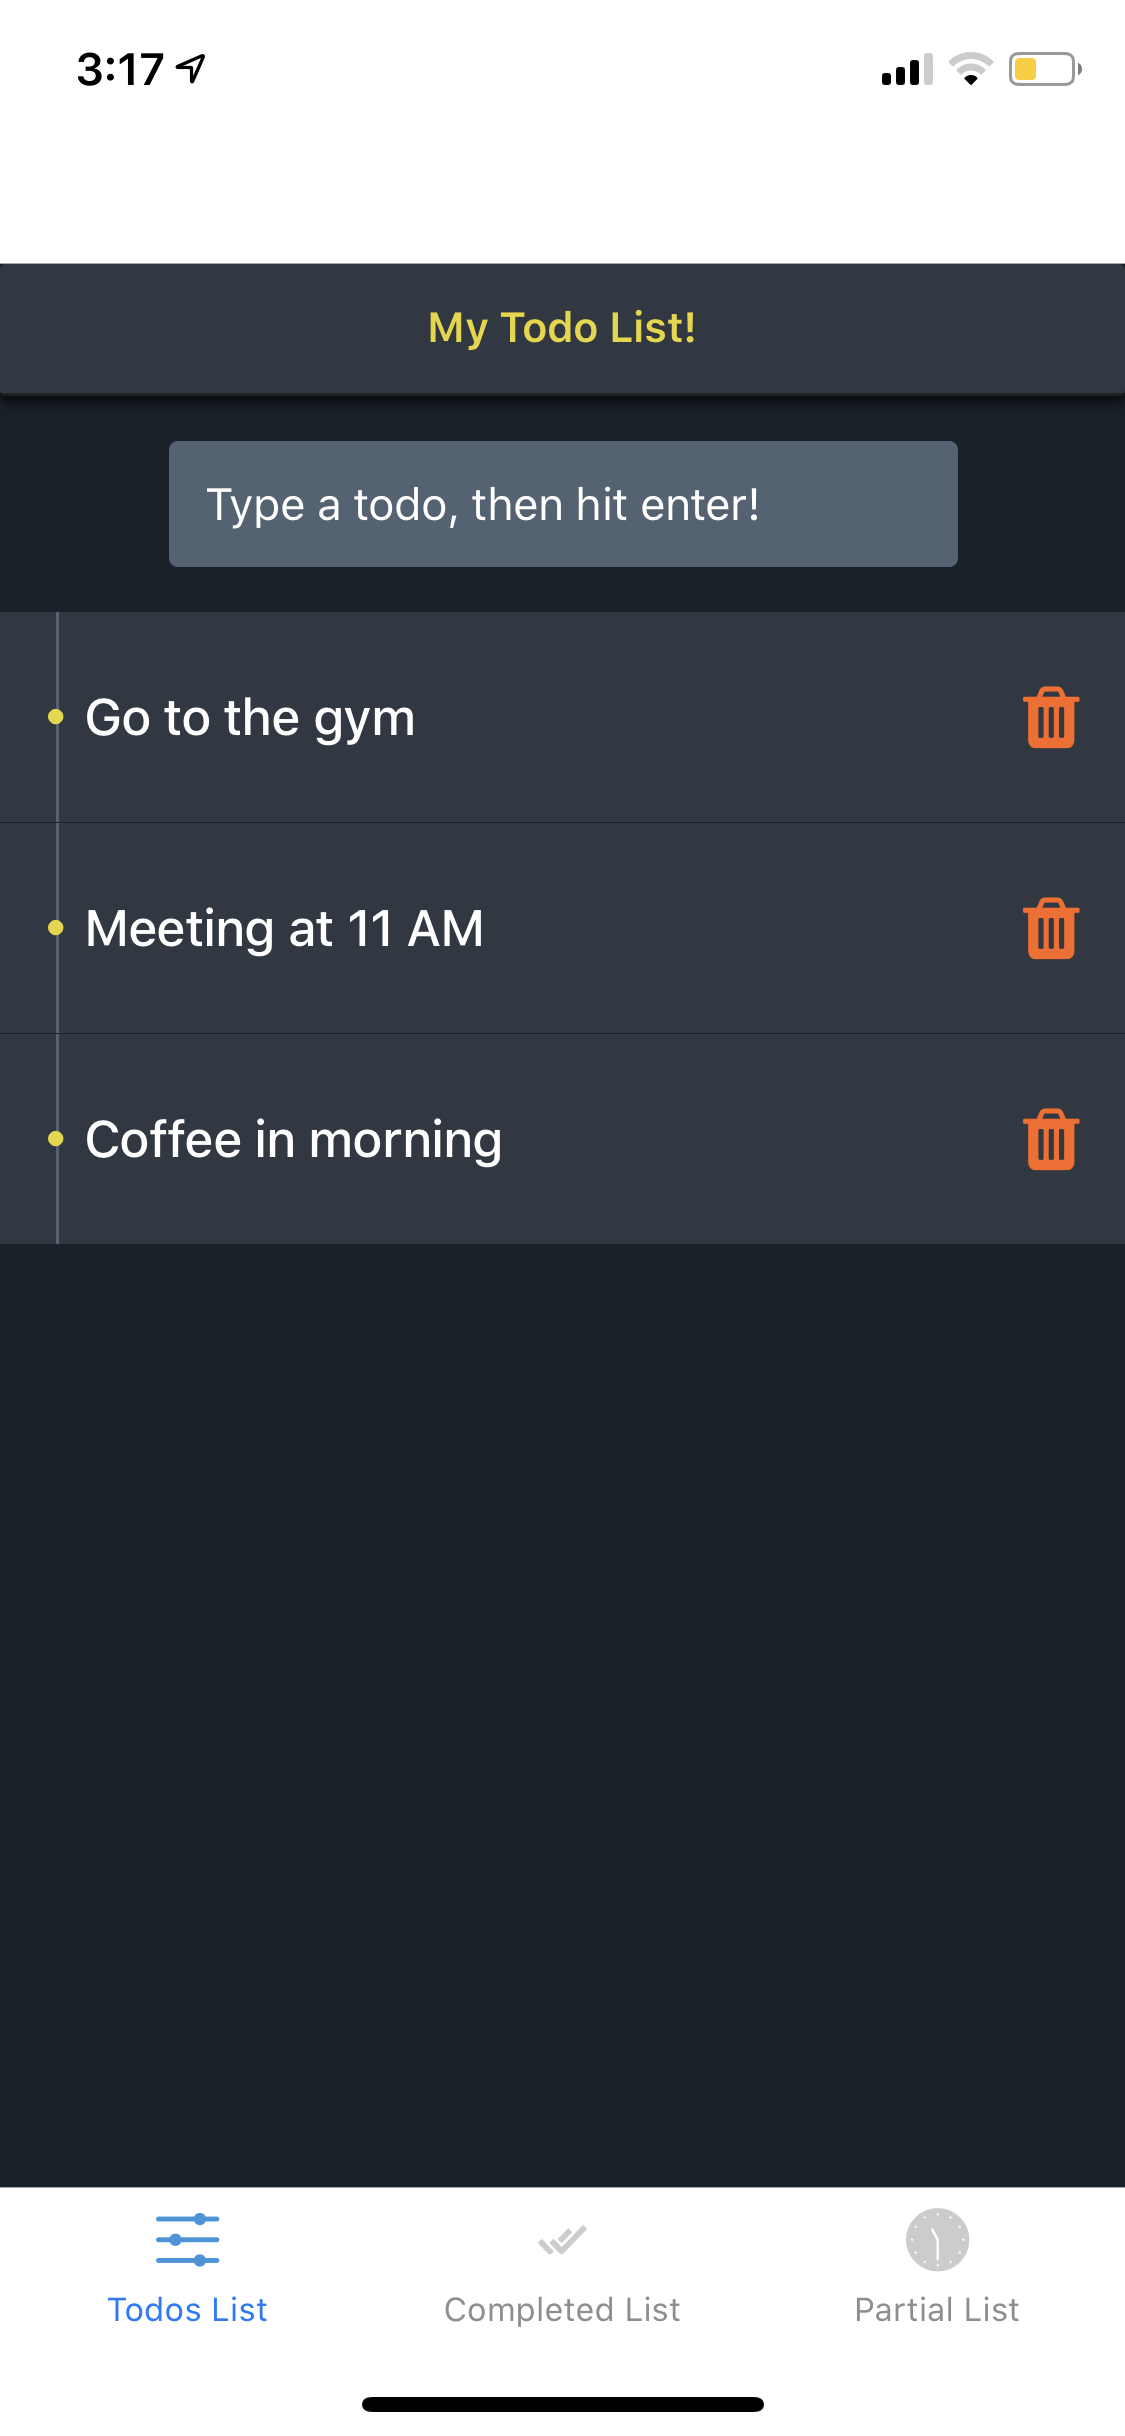 3:17
My Todo List!
Type a todo, then hit enter!
Go to the gym
Meeting at 11 AM
Coffee in morning
Todos List
Completed List
Partial List